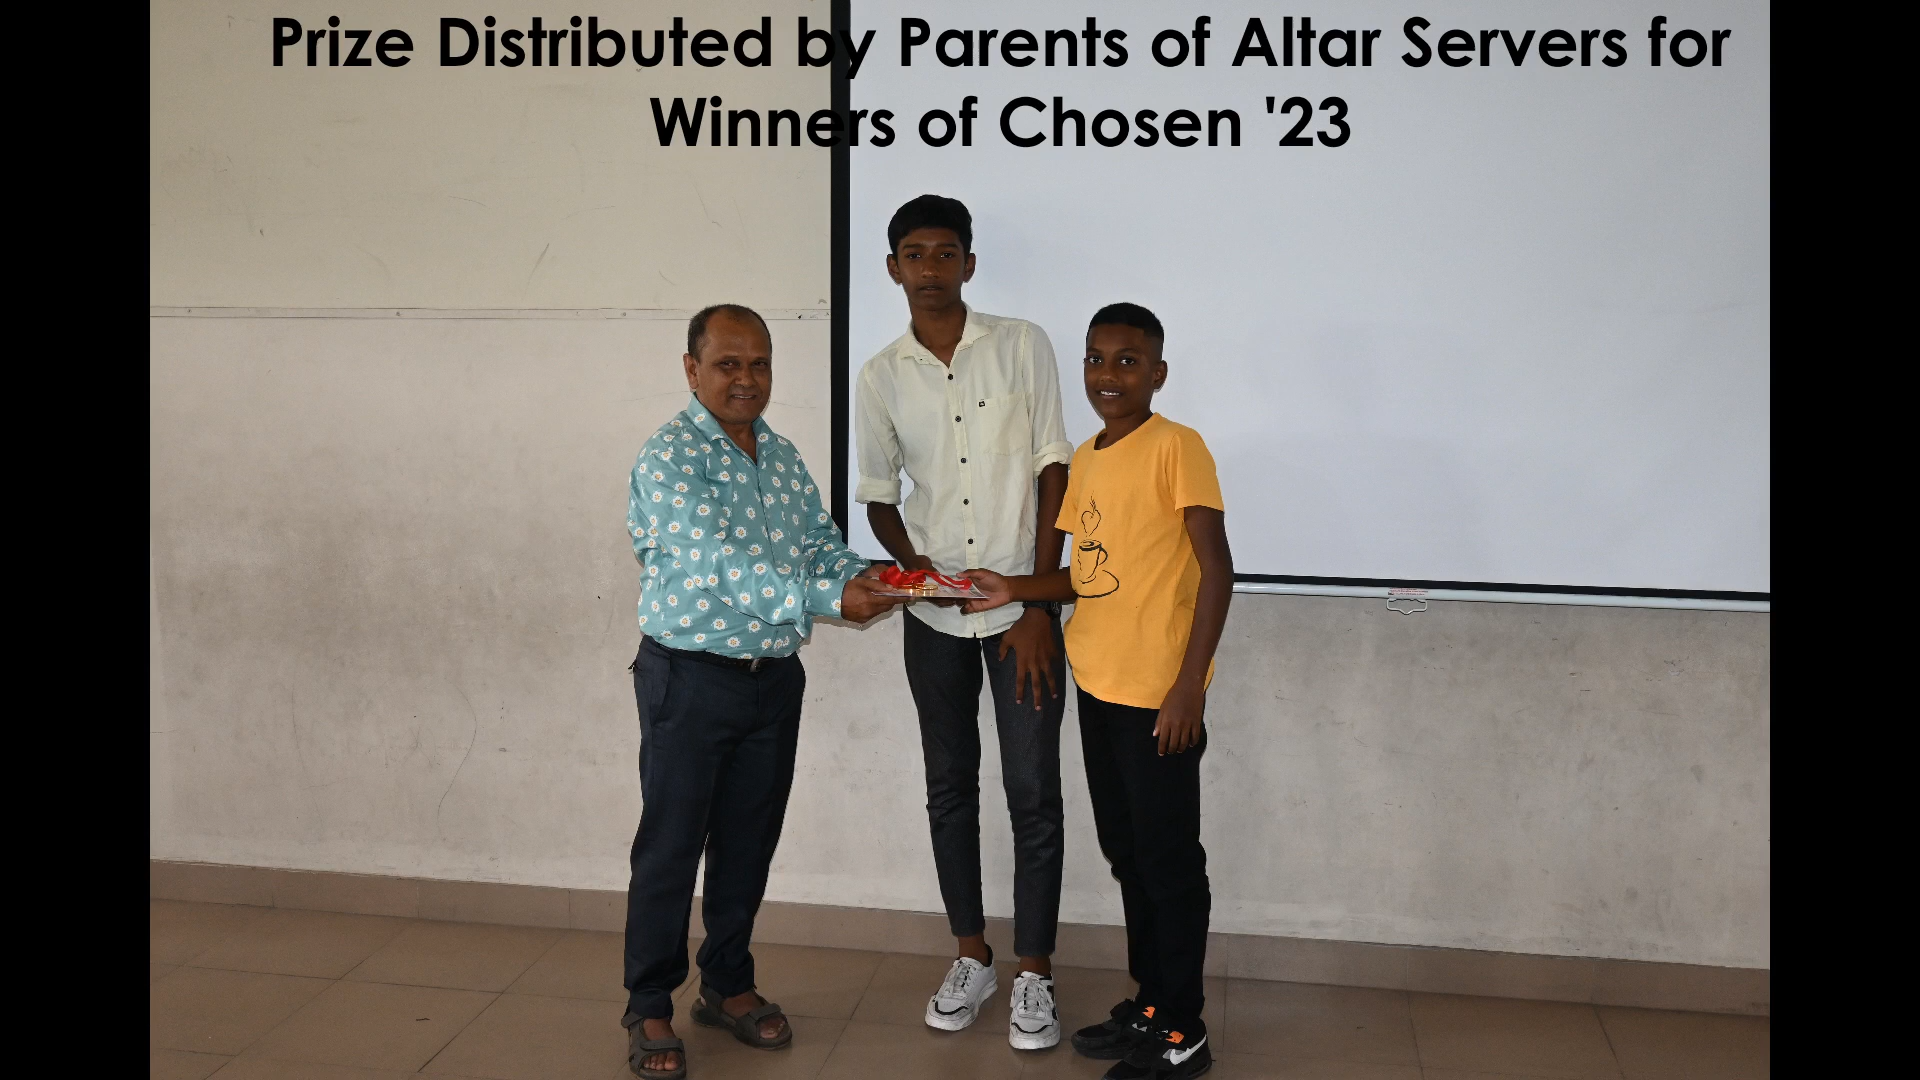 Prize Distributed by Parents of Altar Servers for
Winners of Chosen '23